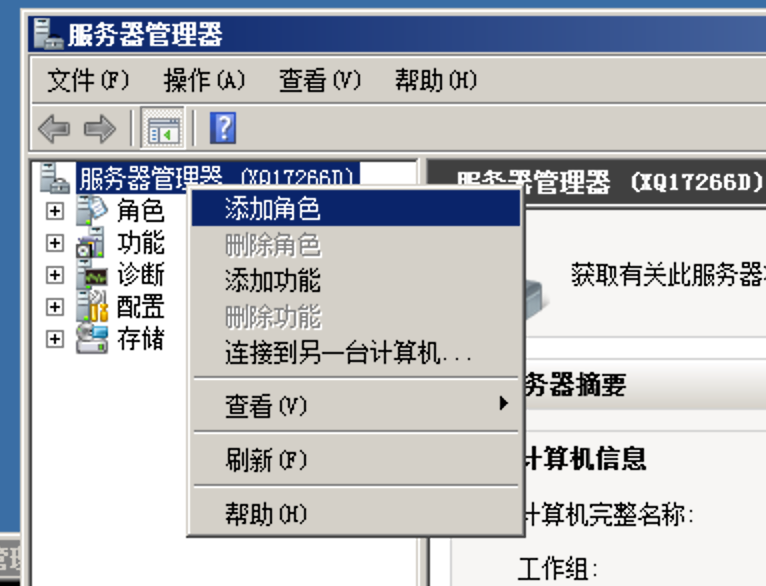 服务器管理器
文件(F) 操作(A) 查看(V) 帮助(H)
服务器管理器 (XQ17266D)
角色
功能
诊断
配置
存储
添加角色
删除角色
添加功能
删除功能
连接到另一台计算机...
查看(V)
刷新(F)
帮助(H)
服务器管理器 (XQ17266D)
获取有关此服务器
务器摘要
计算机信息
计算机完整名称:
工作组: